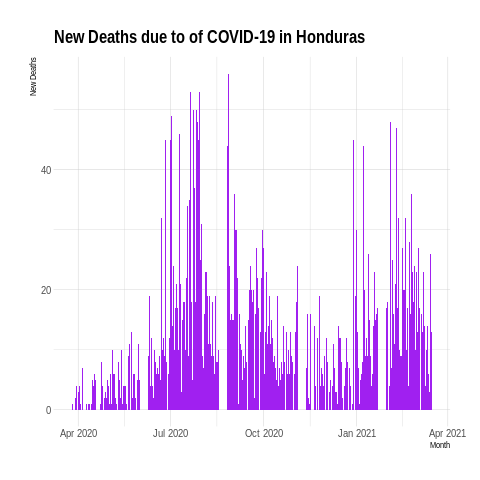 New Deaths due to of COVID-19 in Honduras
New Deaths
40
20
0
Apr 2020
Jul 2020
Oct 2020
Jan 2021
Apr 2021
Month